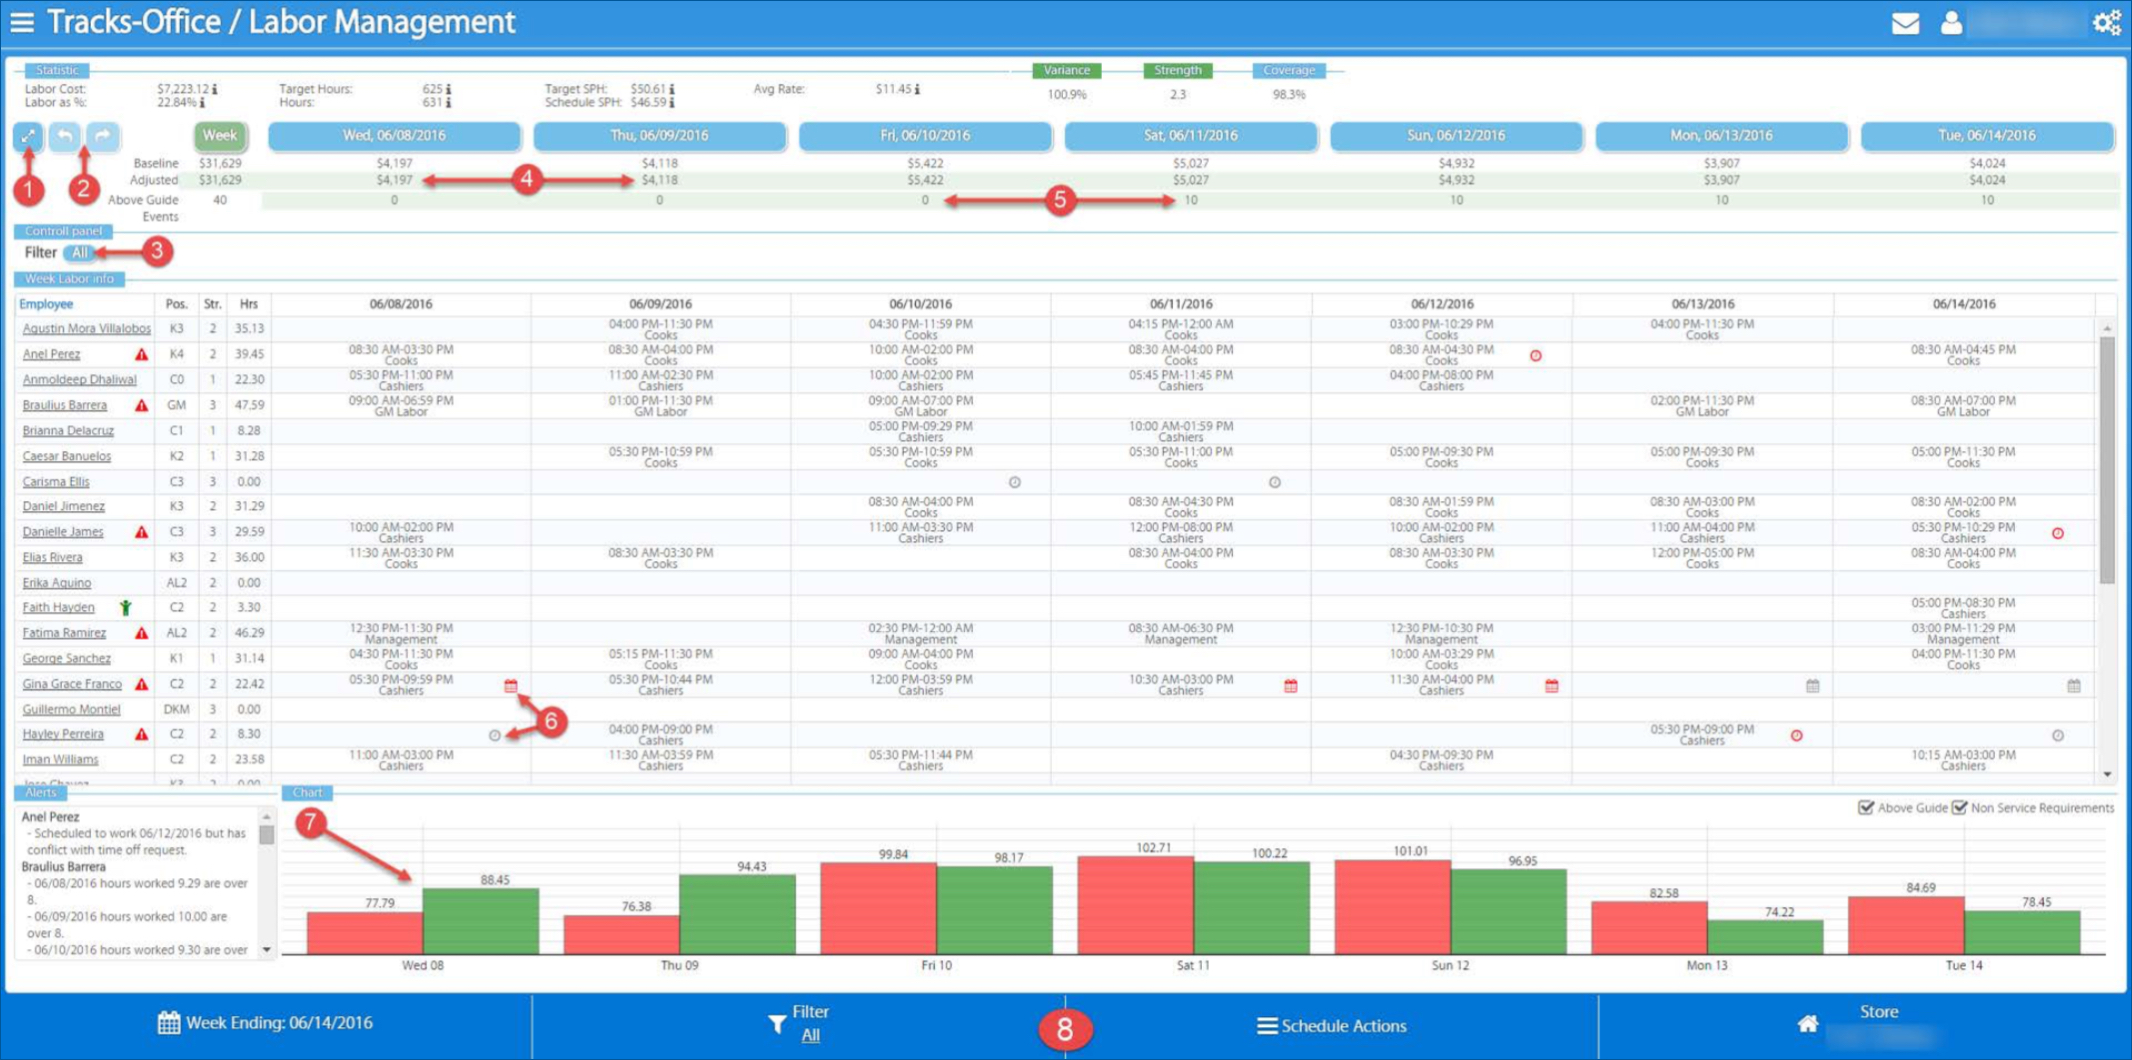 Tracks-Office / Labor Management
Statistic
Variance Strength Coverage
Labor Cost: $7,223.12 Target Hours: 625 Target SPH: $50.61 Avg Rate: $11.45
Labor as %: 22.84% Hours: 631 Schedule SPH: $46.59
100.9% 2.3 98.3%
Week Wed, 06/08/2016 Thu, 06/09/2016 Fri, 06/10/2016 Sat, 06/11/2016 Sun, 06/12/2016 Mon, 06/13/2016 Tue, 06/14/2016
Baseline $31,629 $4,197 $4,118 $5,422 $5,027 $4,932 $3,907 $4,024
1 2 Adjusted $31,629 $4,197 4 $4,118 $5,422 $5,027 $4,932 $3,907 $4,024
Above Guide 40 0 0 0 5 10 10 10 10
Events
Controll panel
Filter All 3
Week Labor info
Employee Pos. Str. Hrs 06/08/2016 06/09/2016 06/10/2016 06/11/2016 06/12/2016 06/13/2016 06/14/2016
Agustin Mora Villalobos K3 2 35.13 04:00 PM-11:30 PM 04:30 PM-11:59 PM 04:15 PM-12:00 AM 03:00 PM-10:29 PM 04:00 PM-11:30 PM
Cooks Cooks Cooks Cooks Cooks
Anel Perez K4 2 39.45 08:30 AM-03:30 PM 08:30 AM-04:00 PM 10:00 AM-02:00 PM 08:30 AM-04:00 PM 08:30 AM-04:30 PM 08:30 AM-04:45 PM
Cooks Cooks Cooks Cooks Cooks Cooks
Anmoldeep Dhaliwal C0 1 22.30 05:30 PM-11:00 PM 11:00 AM-02:30 PM 10:00 AM-02:00 PM 05:45 PM-11:45 PM 04:00 PM-08:00 PM
Cashiers Cashiers Cashiers Cashiers Cashiers
Braulius Barrera GM 3 47.59 09:00 AM-06:59 PM 01:00 PM-11:30 PM 09:00 AM-07:00 PM 02:00 PM-11:30 PM 08:30 AM-07:00 PM
GM Labor GM Labor GM Labor GM Labor GM Labor
Brianna Delacruz C1 1 8.28 05:00 PM-09:29 PM 10:00 AM-01:59 PM
Cashiers Cashiers
Caesar Banuelos K2 1 31.28 05:30 PM-10:59 PM 05:30 PM-10:59 PM 05:30 PM-11:00 PM 05:00 PM-09:30 PM 05:00 PM-09:30 PM 05:00 PM-11:30 PM
Cooks Cooks Cooks Cooks Cooks Cooks
Carisma Ellis C3 3 0.00
Daniel Jimenez K3 2 31.29 08:30 AM-04:00 PM 08:30 AM-04:30 PM 08:30 AM-01:59 PM 08:30 AM-03:00 PM 08:30 AM-02:00 PM
Cooks Cooks Cooks Cooks Cooks
Danielle James C3 3 29.59 10:00 AM-02:00 PM 11:00 AM-03:30 PM 12:00 PM-08:00 PM 10:00 AM-02:00 PM 11:00 AM-04:00 PM 05:30 PM-10:29 PM
Cashiers Cashiers Cashiers Cashiers Cashiers Cashiers
Elias Rivera K3 2 36.00 11:30 AM-03:30 PM 08:30 AM-03:30 PM 08:30 AM-04:00 PM 08:30 AM-03:30 PM 12:00 PM-05:00 PM 08:30 AM-04:00 PM
Cooks Cooks Cooks Cooks Cooks Cooks
Erika Aquino AL2 2 0.00
Faith Hayden C2 2 3.30 05:00 PM-08:30 PM
Cashiers
Fatima Ramirez AL2 2 46.29 12:30 PM-11:30 PM 02:30 PM-12:00 AM 08:30 AM-06:30 PM 12:30 PM-10:30 PM 03:00 PM-11:29 PM
Management Management Management Management Management
George Sanchez K1 1 31.14 04:30 PM-11:30 PM 05:15 PM-11:30 PM 09:00 AM-04:00 PM 10:00 AM-03:29 PM 04:00 PM-11:30 PM
Cooks Cooks Cooks Cooks Cooks
Gina Grace Franco C2 2 22.42 05:30 PM-09:59 PM 05:30 PM-10:44 PM 12:00 PM-03:59 PM 10:30 AM-03:00 PM 11:30 AM-04:00 PM
Cashiers Cashiers Cashiers Cashiers Cashiers
Guillermo Montiel DKM 3 0.00
6
Hayley Perreira C2 2 8.30 04:00 PM-09:00 PM 05:30 PM-09:00 PM
Cashiers Cashiers
Iman Williams C2 2 23.58 11:00 AM-03:00 PM 11:30 AM-03:59 PM 05:30 PM-11:44 PM 04:30 PM-09:30 PM 10:15 AM-03:00 PM
Cashiers Cashiers Cashiers Cashiers Cashiers
Alerts
Anel Perez
- Scheduled to work 06/12/2016 but has
conflict with time off request.
Braulius Barrera
- 06/08/2016 hours worked 9.29 are over
8.
- 06/09/2016 hours worked 10.00 are
over 8.
- 06/10/2016 hours worked 9.30 are over
Chart
Above Guide Non Service Requirements
7
77.79 88.45 76.38 94.43 99.84 98.17 102.71 100.22 101.01 96.95 82.58 74.22 84.69 78.45
Wed 08 Thu 09 Fri 10 Sat 11 Sun 12 Mon 13 Tue 14
Week Ending: 06/14/2016
Filter
All
8
Schedule Actions
Store